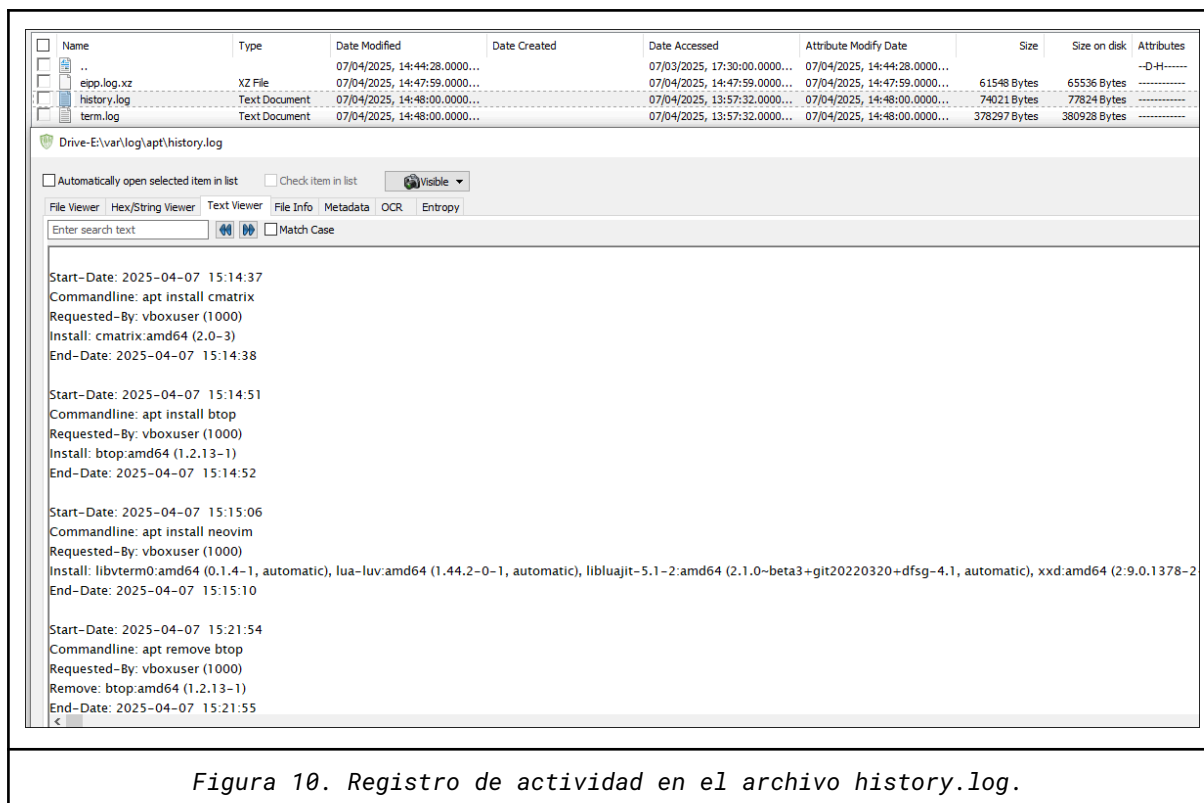 Name Type Date Modified Date Created Date Accessed Attribute Modify Date Size Size on disk Attributes
.. 07/04/2025, 14:44:28.0000... 07/03/2025, 17:30:00.0000... 07/04/2025, 14:44:28.0000... --D-H------
eipp.log.xz XZ File 07/04/2025, 14:47:59.0000... 07/04/2025, 14:47:59.0000... 07/04/2025, 14:47:59.0000... 61548 Bytes 65536 Bytes ------------
history.log Text Document 07/04/2025, 14:48:00.0000... 07/04/2025, 13:57:32.0000... 07/04/2025, 14:48:00.0000... 74021 Bytes 77824 Bytes ------------
term.log Text Document 07/04/2025, 14:48:00.0000... 07/04/2025, 13:57:32.0000... 07/04/2025, 14:48:00.0000... 378297 Bytes 380928 Bytes ------------
Drive-E:\var\log\apt\history.log
Automatically open selected item in list Check item in list Visible
File Viewer Hex/String Viewer Text Viewer File Info Metadata OCR Entropy
Enter search text Match Case
Start-Date: 2025-04-07 15:14:37
Commandline: apt install cmatrix
Requested-By: vboxuser (1000)
Install: cmatrix:amd64 (2.0-3)
End-Date: 2025-04-07 15:14:38
Start-Date: 2025-04-07 15:14:51
Commandline: apt install btop
Requested-By: vboxuser (1000)
Install: btop:amd64 (1.2.13-1)
End-Date: 2025-04-07 15:14:52
Start-Date: 2025-04-07 15:15:06
Commandline: apt install neovim
Requested-By: vboxuser (1000)
Install: libvterm0:amd64 (0.1.4-1, automatic), lua-luv:amd64 (1.44.2-0-1, automatic), libluajit-5.1-2:amd64 (2.1.0~beta3+git20220320+dfsg-4.1, automatic), xxd:amd64 (2:9.0.1378-2
End-Date: 2025-04-07 15:15:10
Start-Date: 2025-04-07 15:21:54
Commandline: apt remove btop
Requested-By: vboxuser (1000)
Remove: btop:amd64 (1.2.13-1)
End-Date: 2025-04-07 15:21:55
Figura 10. Registro de actividad en el archivo history.log.